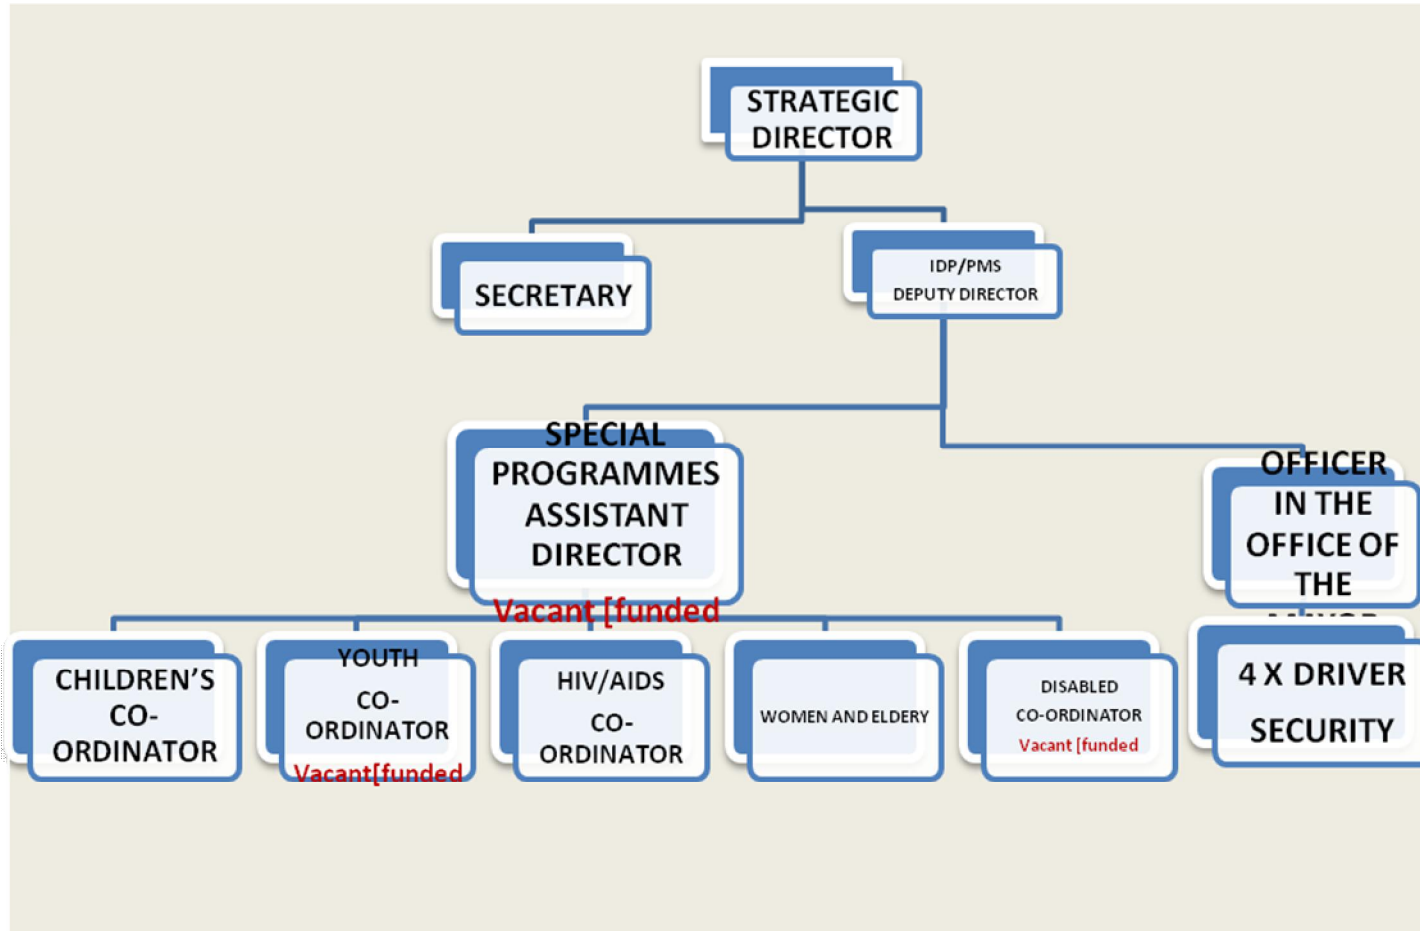 STRATEGIC
DIRECTOR
SECRETARY
IDP/PMS
DEPUTY DIRECTOR
SPECIAL
PROGRAMMES
ASSISTANT
DIRECTOR
Vacant [funded
OFFICER
IN THE
OFFICE OF
THE
CHILDREN’S
CO-
ORDINATOR
YOUTH
CO-
ORDINATOR
Vacant[funded
HIV/AIDS
CO-
ORDINATOR
WOMEN AND ELDERY
DISABLED
CO-ORDINATOR
Vacant [funded
4 X DRIVER
SECURITY